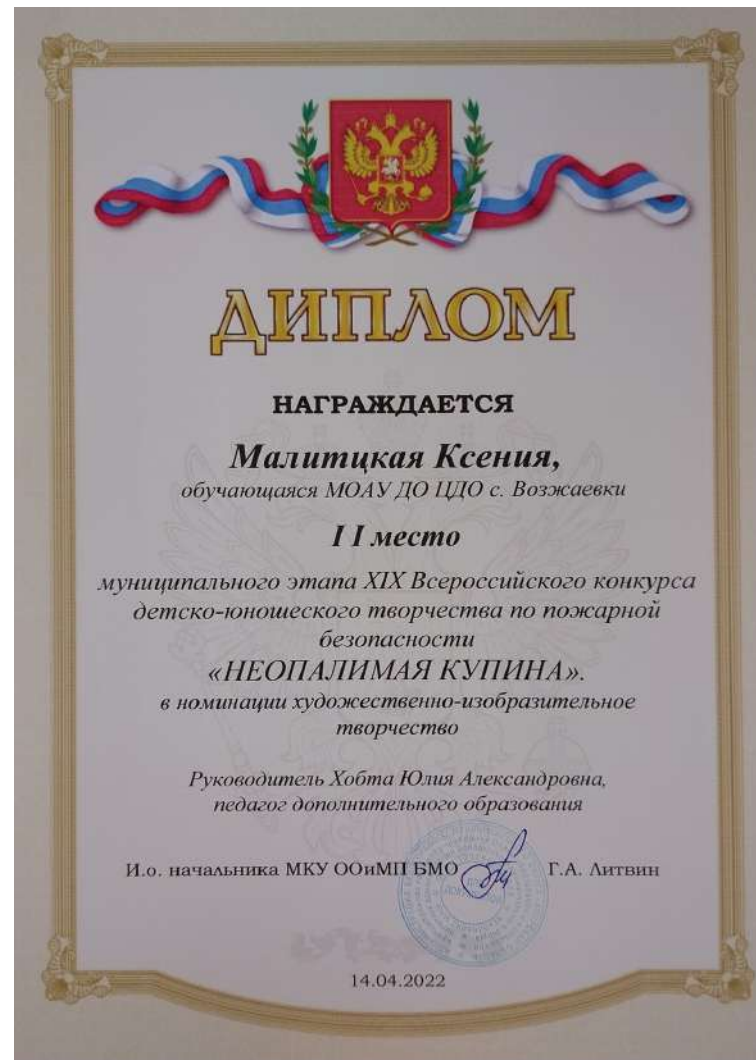 ДИПЛОМ
НАГРАЖДАЕТСЯ
Малитцкая Ксения,
обучающаяся МОАУ ДО ЦДО с. Возжаевки
I I место
муниципального этапа XIX Всероссийского конкурса
детско-юношеского творчества по пожарной
безопасности
«НЕОПАЛИМАЯ КУПИНА».
в номинации художественно-изобразительное
творчество
Руководитель Хобта Юлия Александровна,
педагог дополнительного образования
И.о. начальника МКУ ООиМП БМО Г.А. Литвин
14.04.2022